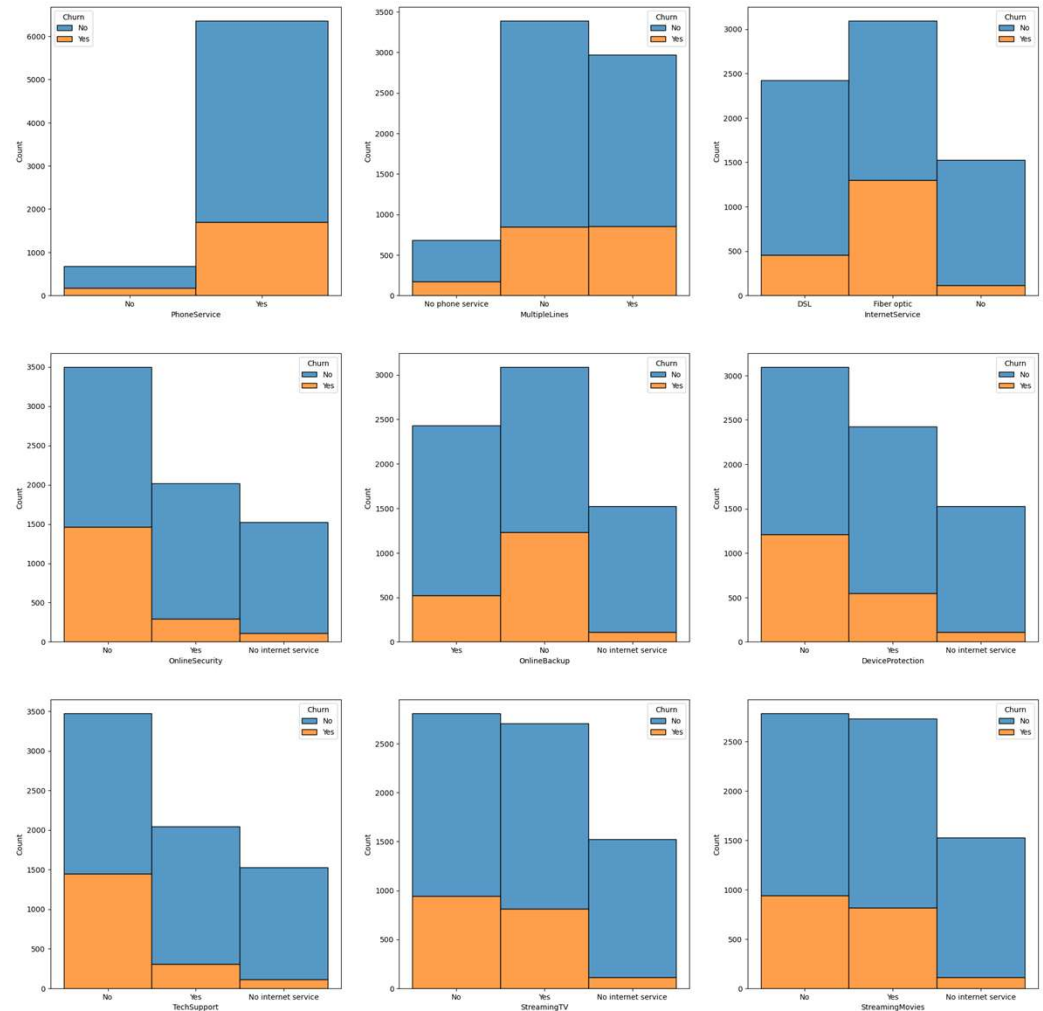 Churn
No
Yes
6000
5000
4000
3000
2000
1000
0
Count
No Yes
PhoneService
Churn
No
Yes
3500
3000
2500
2000
1500
1000
500
0
Count
No phone service No Yes
MultipleLines
Churn
No
Yes
3000
2500
2000
1500
1000
500
0
Count
DSL Fiber optic No
InternetService
Churn
No
Yes
3500
3000
2500
2000
1500
1000
500
0
Count
No Yes No internet service
OnlineSecurity
Churn
No
Yes
3000
2500
2000
1500
1000
500
0
Count
Yes No No internet service
OnlineBackup
Churn
No
Yes
3000
2500
2000
1500
1000
500
0
Count
No Yes No internet service
DeviceProtection
Churn
No
Yes
3500
3000
2500
2000
1500
1000
500
0
Count
No Yes No internet service
TechSupport
Churn
No
Yes
2500
2000
1500
1000
500
0
Count
No Yes No internet service
StreamingTV
Churn
No
Yes
2500
2000
1500
1000
500
0
Count
No Yes No internet service
StreamingMovies